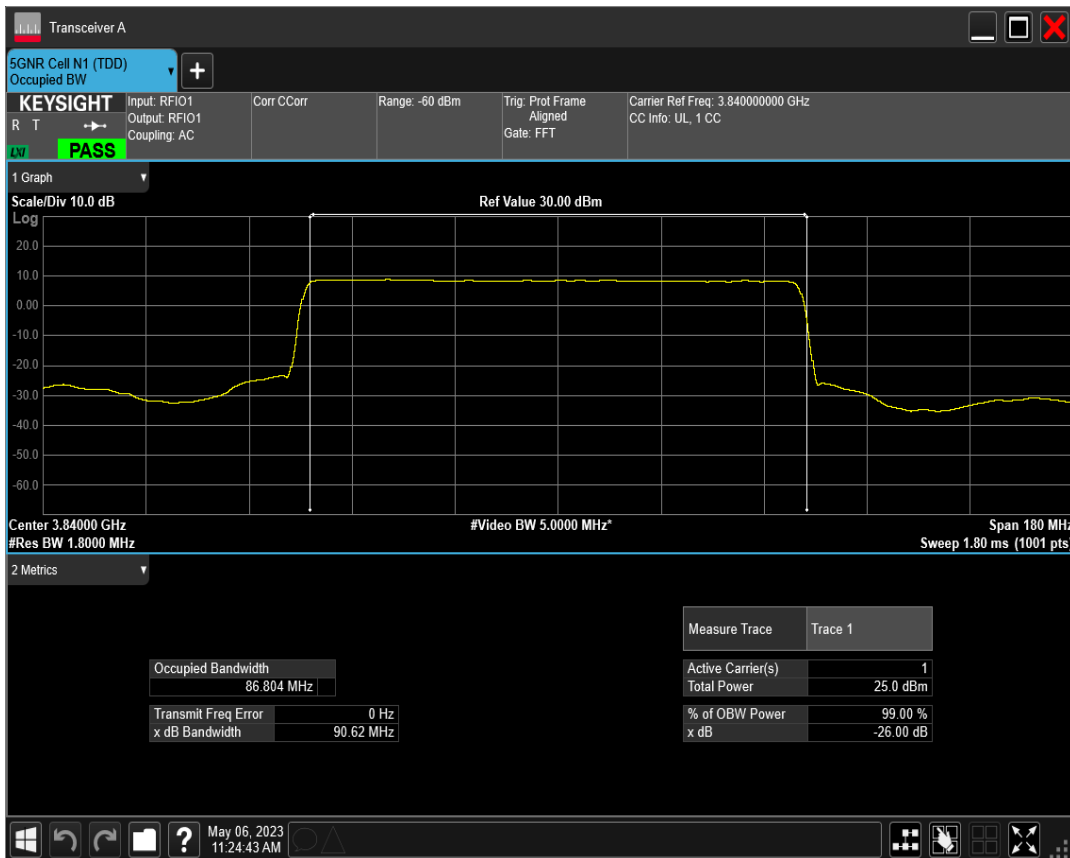 Transceiver A
5GNR Cell N1 (TDD)
Occupied BW
+
KEYSIGHT
R T
LXI
PASS
Input: RFIO1
Output: RFIO1
Coupling: AC
Corr CCorr
Range: -60 dBm
Trig: Prot Frame
Aligned
Gate: FFT
Carrier Ref Freq: 3.840000000 GHz
CC Info: UL, 1 CC
1 Graph
Scale/Div 10.0 dB
Ref Value 30.00 dBm
Log
20.0
10.0
0.00
-10.0
-20.0
-30.0
-40.0
-50.0
-60.0
Center 3.84000 GHz
#Video BW 5.0000 MHz*
Span 180 MHz
#Res BW 1.8000 MHz
Sweep 1.80 ms (1001 pts)
2 Metrics
Measure Trace Trace 1
Occupied Bandwidth
86.804 MHz
Active Carrier(s) 1
Total Power 25.0 dBm
Transmit Freq Error 0 Hz
x dB Bandwidth 90.62 MHz
% of OBW Power 99.00 %
x dB -26.00 dB
?
May 06, 2023
11:24:43 AM